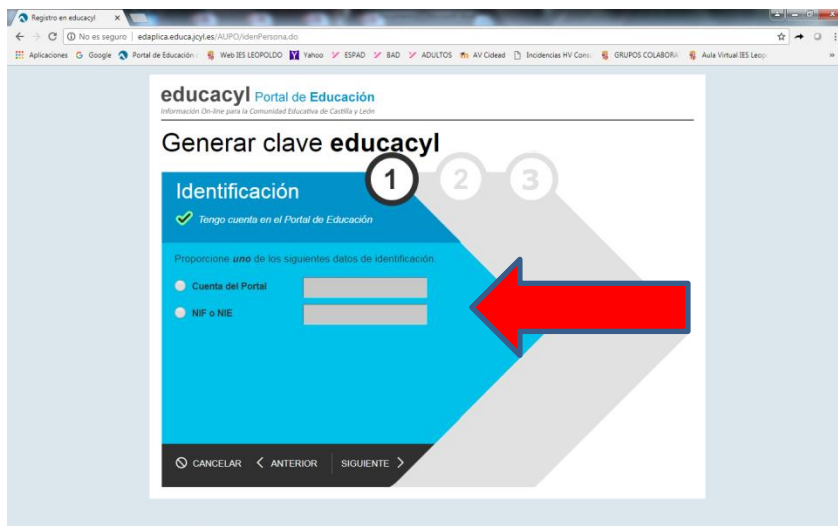 Registro en educacyl
No es seguro | edaplica.educa.jcyl.es/AUPO/idenPersona.do
Aplicaciones Google Portal de Educación Web IES LEOPOLDO Yahoo ESPAD BAD ADULTOS AV Cidead Incidencias HV Cons: GRUPOS COLABORA Aula Virtual IES Leop
educacyl Portal de Educación
Información On-line para la Comunidad Educativa de Castilla y León
Generar clave educacyl
1 2 3
Identificación
Tengo cuenta en el Portal de Educación
Proporcione uno de los siguientes datos de identificación.
Cuenta del Portal
NIF o NIE
CANCELAR ANTERIOR SIGUIENTE